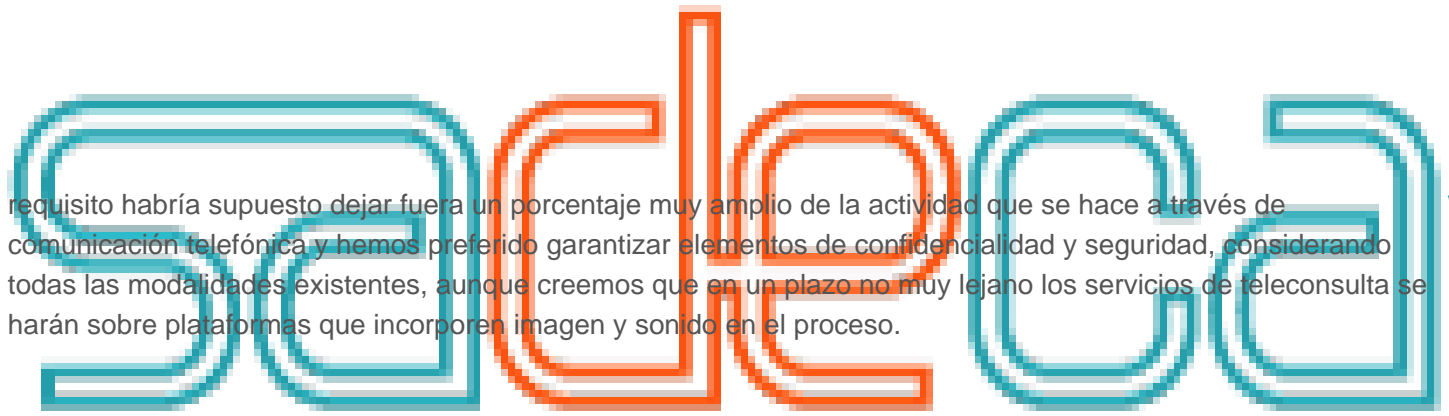 sadeca
requisito habría supuesto dejar fuera un porcentaje muy amplio de la actividad que se hace a través de
comunicación telefónica y hemos preferido garantizar elementos de confidencialidad y seguridad, considerando
todas las modalidades existentes, aunque creemos que en un plazo no muy lejano los servicios de teleconsulta se
harán sobre plataformas que incorporen imagen y sonido en el proceso.